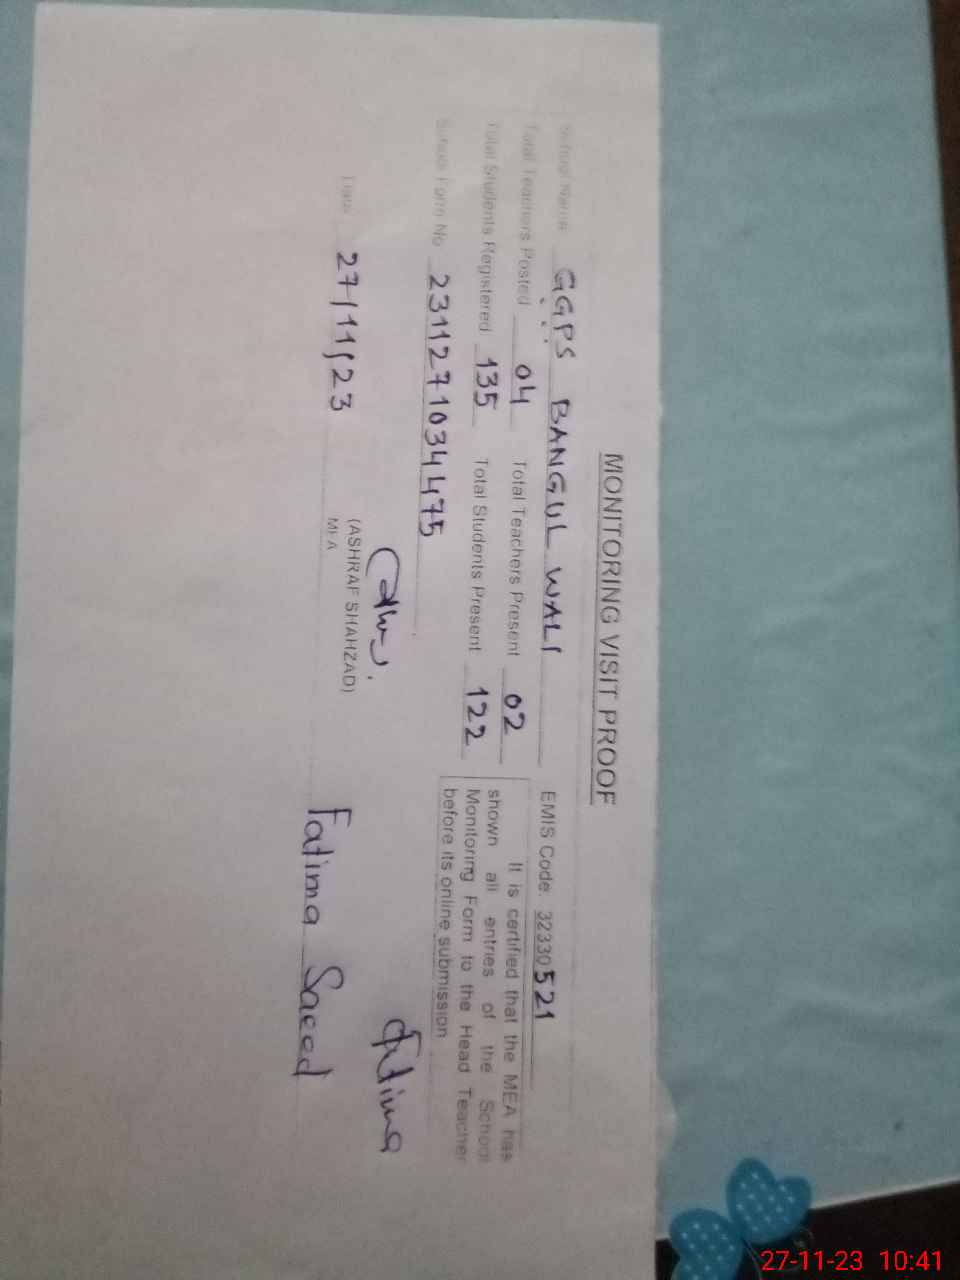 MONITORING VISIT PROOF
School Name GGPS BANGUL WALI EMIS Code 32330521
Total Teachers Posted 04 Total Teachers Present 02
Total Students Registered 135 Total Students Present 122
School Form No 2311271034475
It is certified that the MEA has
shown all entries of the School
Monitoring Form to the Head Teacher
before its online submission
Fatima
Date 27/11/23
(ASHRAF SHAHZAD)
MEA
Fatima Saeed
27-11-23 10:41